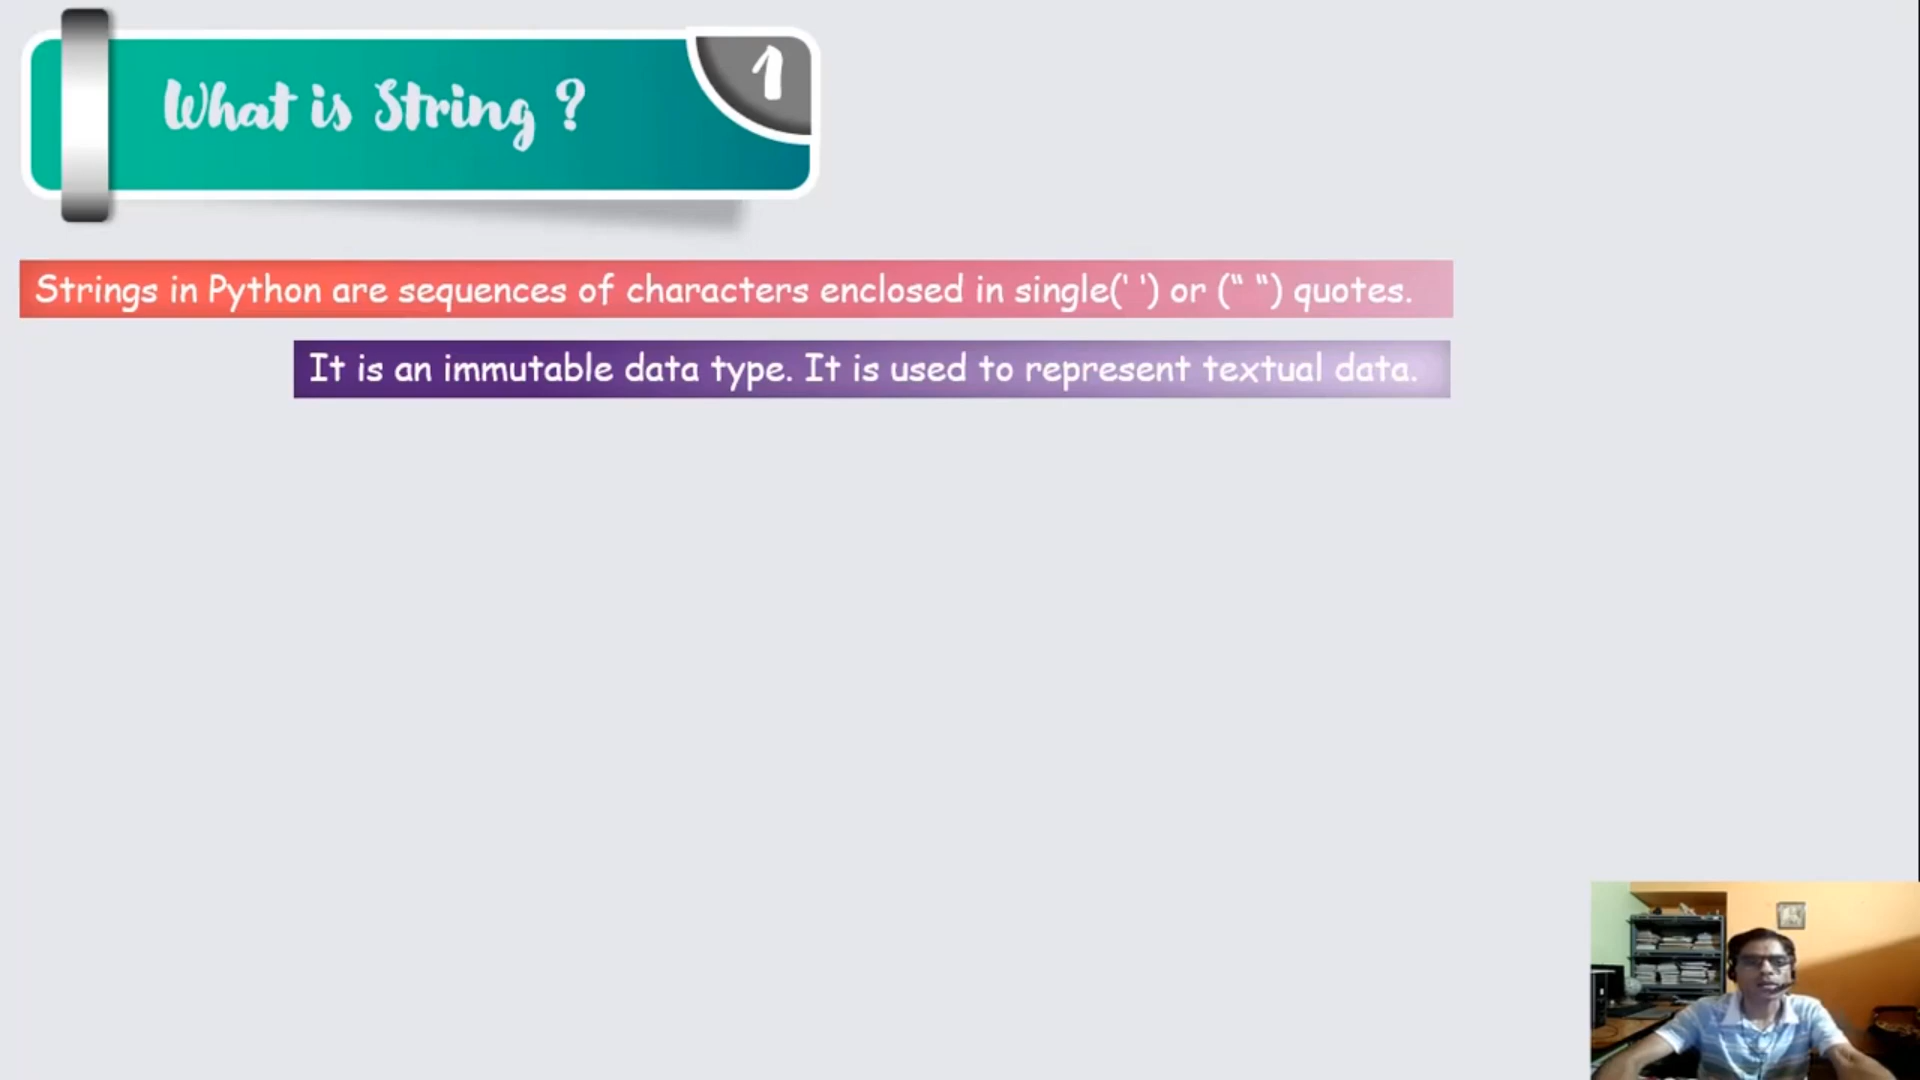 What is String ?
1
Strings in Python are sequences of characters enclosed in single(' ') or (“ “) quotes.
It is an immutable data type. It is used to represent textual data.